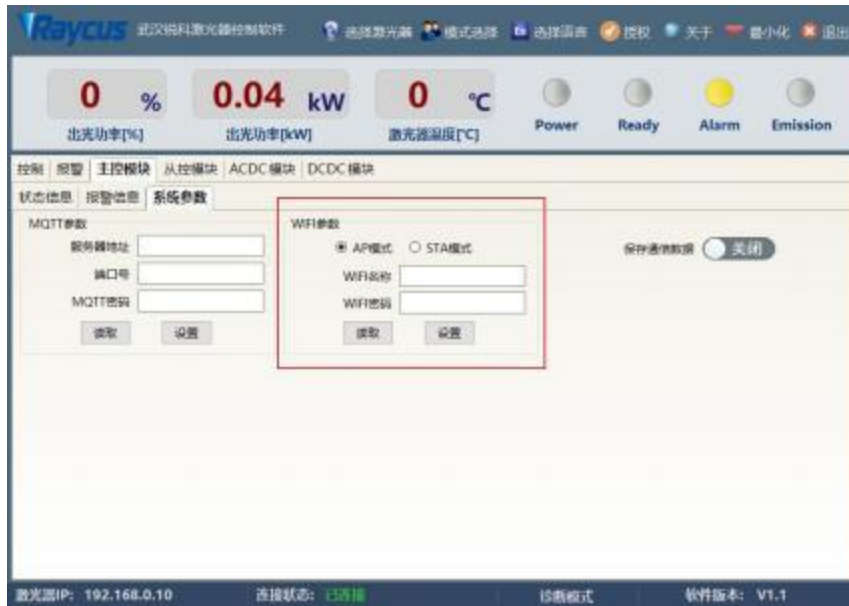 Raycus 武汉锐科激光器控制软件 选择激光器 模式选择 选择语言 授权 关于 最小化 退出
0 % 0.04 kW 0 ℃
出光功率[%] 出光功率[kW] 激光器温度[℃] Power Ready Alarm Emission
控制 报警 主控模块 从控模块 ACDC模块 DCDC模块
状态信息 报警信息 系统参数
MQTT参数 WIFI参数
服务器地址 AP模式 STA模式 保存通信数据 关闭
端口号 WIFI名称
MQTT密码 WIFI密码
读取 设置 读取 设置
激光器IP: 192.168.0.10 连接状态: 已连接 诊断模式 软件版本: V1.1